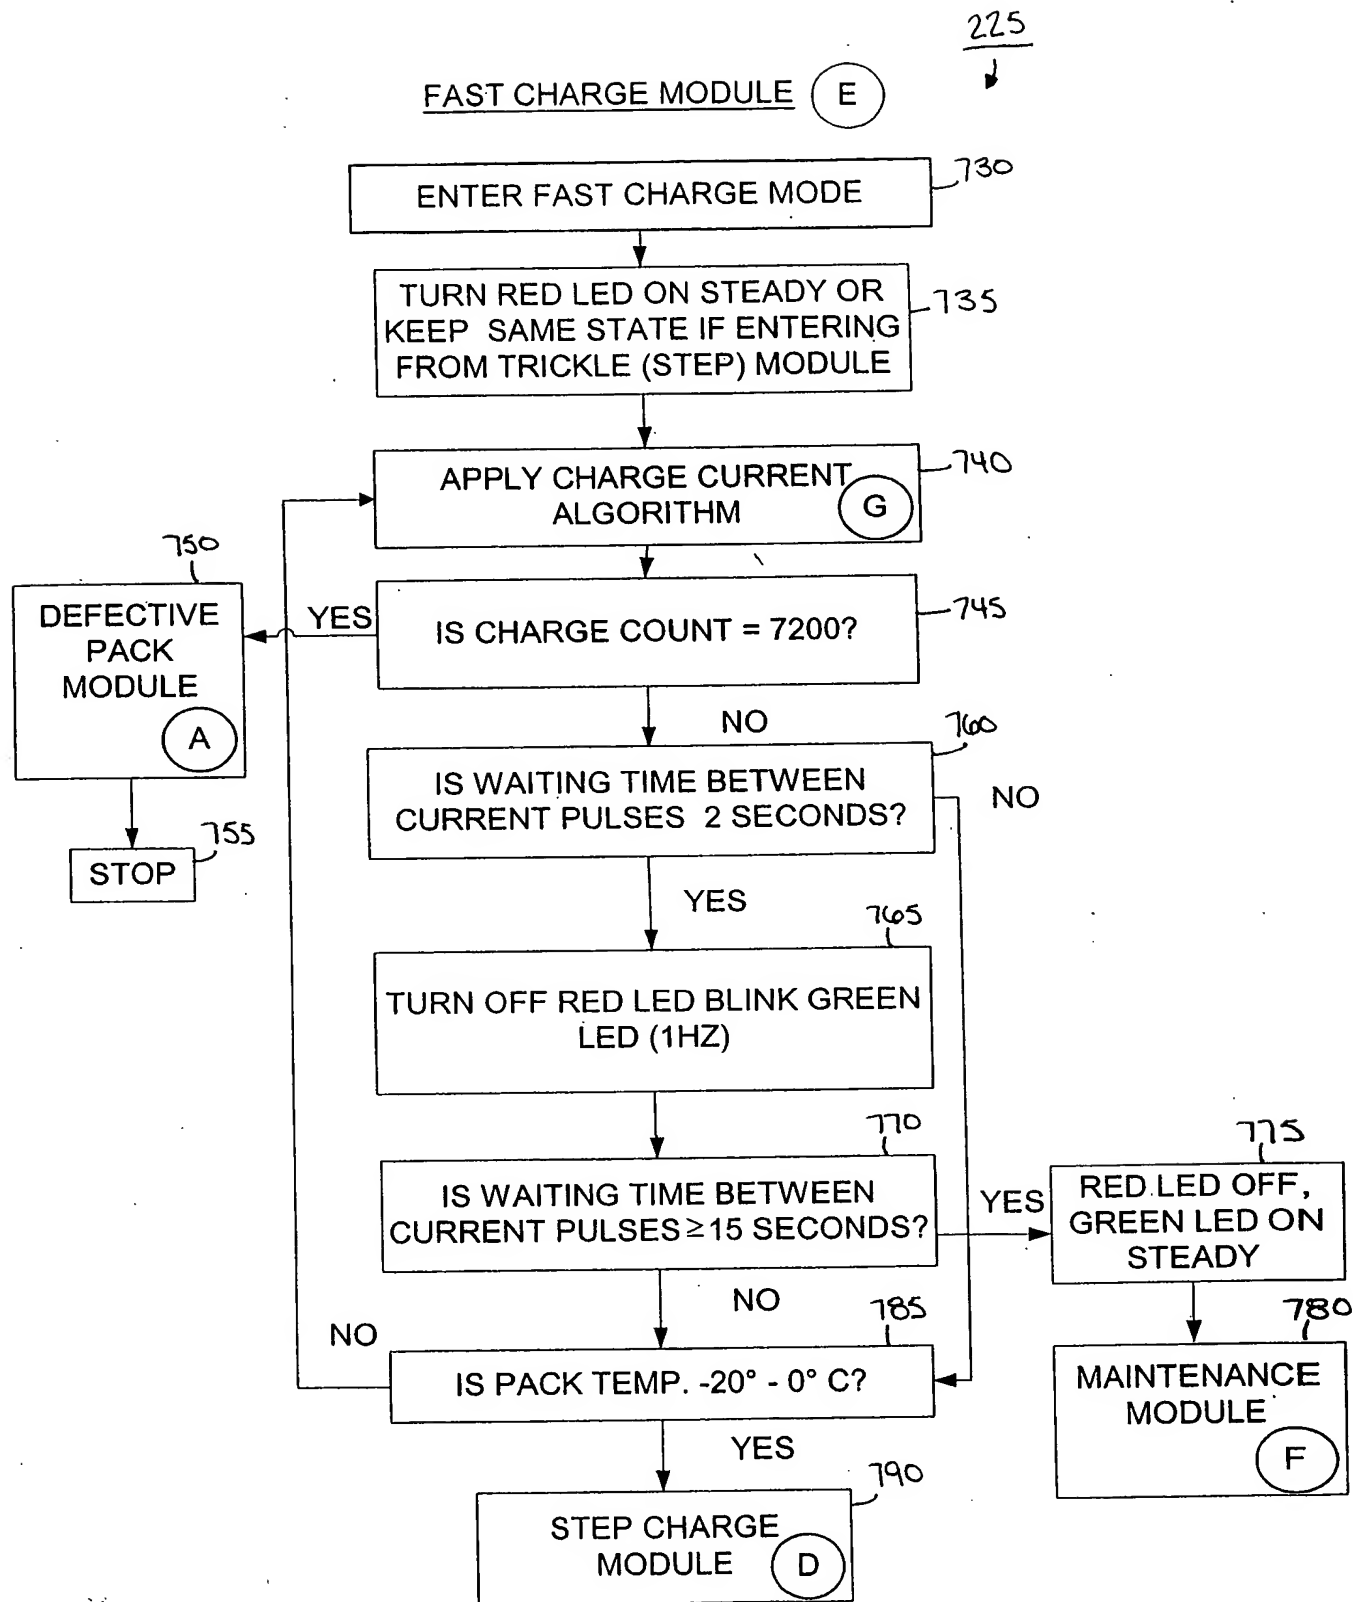 225
FAST CHARGE MODULE E
730
ENTER FAST CHARGE MODE
735
TURN RED LED ON STEADY OR
KEEP SAME STATE IF ENTERING
FROM TRICKLE (STEP) MODULE
740
APPLY CHARGE CURRENT
ALGORITHM
G
750
DEFECTIVE
PACK
MODULE
A
YES
745
IS CHARGE COUNT = 7200?
NO
755
STOP
760
IS WAITING TIME BETWEEN
CURRENT PULSES 2 SECONDS?
NO
YES
765
TURN OFF RED LED BLINK GREEN
LED (1HZ)
770
IS WAITING TIME BETWEEN
CURRENT PULSES ≥ 15 SECONDS?
YES
775
RED LED OFF,
GREEN LED ON
STEADY
NO
780
MAINTENANCE
MODULE
F
NO
785
IS PACK TEMP. -20° - 0° C?
YES
790
STEP CHARGE
MODULE
D